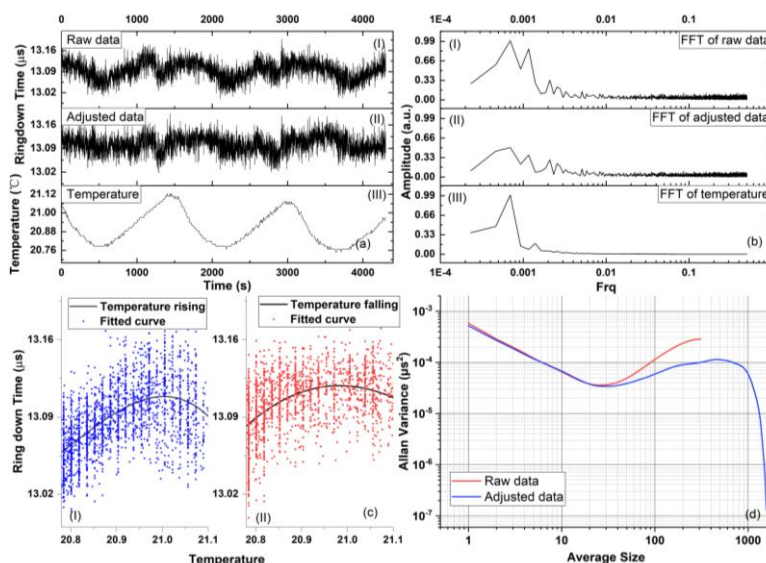 0 1000 2000 3000 4000
Raw data (I)
13.16
13.09
13.02
Adjusted data (II)
13.16
13.09
13.02
Ringdown Time (μs)
Temperature (III)
21.12
21.00
20.88
20.76
Temperature (℃)
(a)
0 1000 2000 3000 4000
Time (s)
1E-4 0.001 0.01 0.1
(I) FFT of raw data
0.99
0.66
0.33
0.00
(II) FFT of adjusted data
0.99
0.66
0.33
0.00
Amplitude (a.u.)
(III) FFT of temperature
0.99
0.66
0.33
0.00
(b)
1E-4 0.001 0.01 0.1
Frq
Temperature rising
Fitted curve
Temperature falling
Fitted curve
13.16
13.09
13.02
Ring down Time (μs)
(I)
20.8 20.9 21.0 21.1
13.16
13.09
13.02
(II)
(c)
20.8 20.9 21.0 21.1
Temperature
10⁻³
10⁻⁴
10⁻⁵
10⁻⁶
10⁻⁷
Allan Variance (μs²)
Raw data
Adjusted data
(d)
1 10 100 1000
Average Size